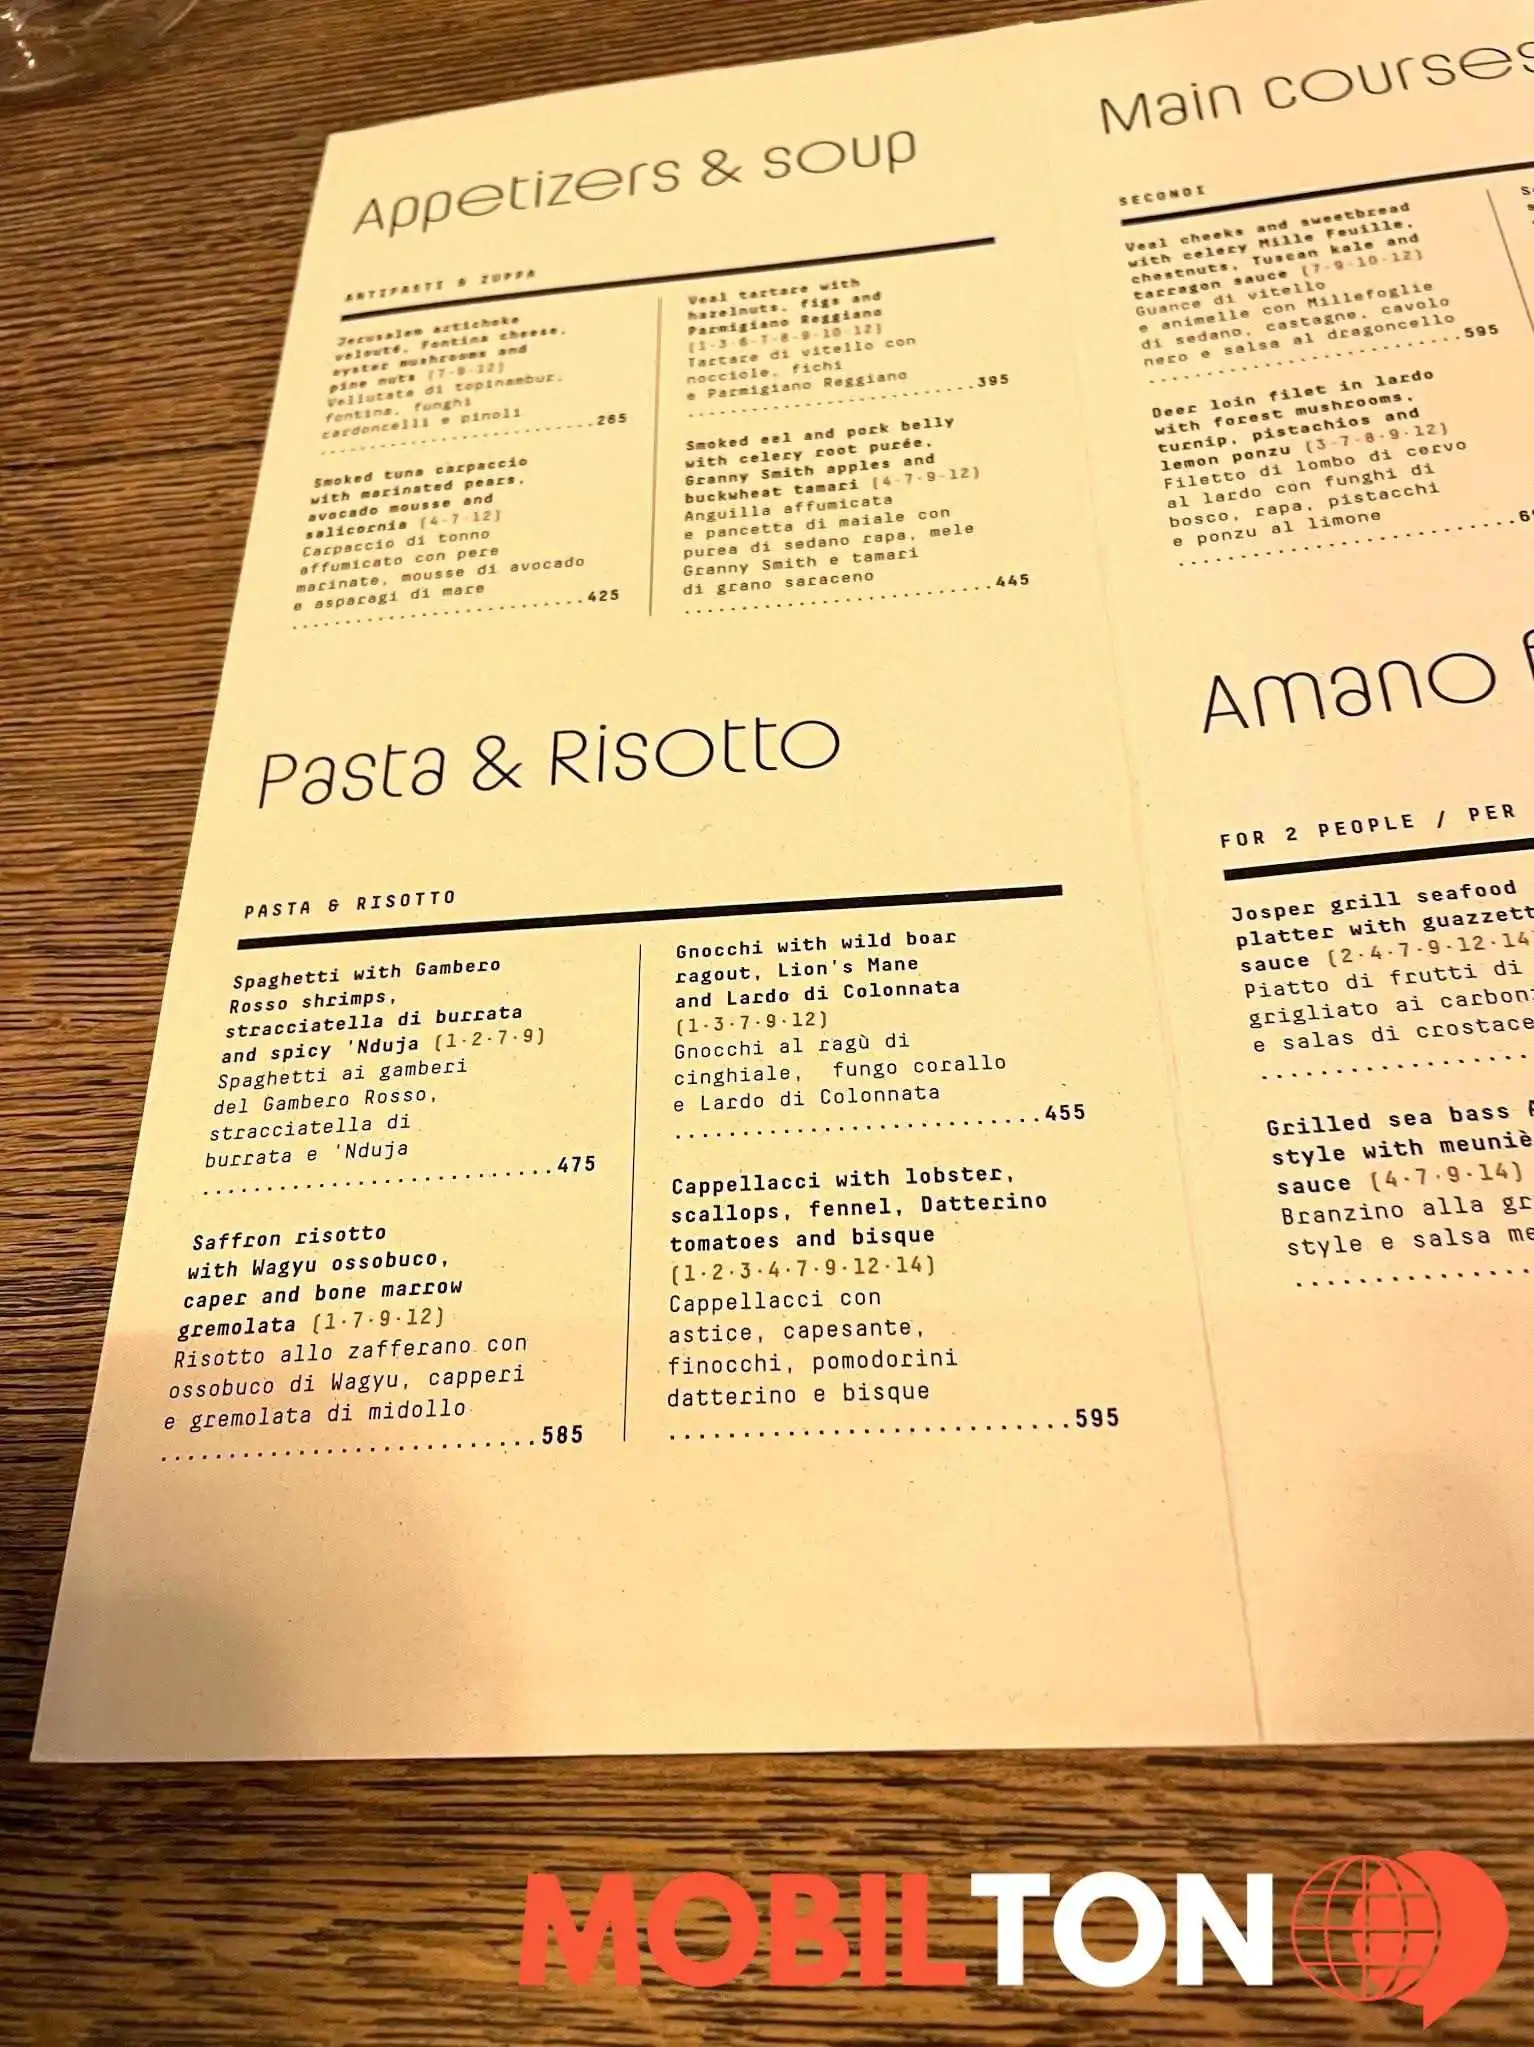 Appetizers & soup
ANTIPASTI & ZUPPA
Jerusalem artichoke
velouté, Fontina cheese,
oyster mushrooms and
pine nuts (7·9·12)
Vellutata di topinambur,
fontina, funghi
cardoncelli e pinoli
..........................265
Smoked tuna carpaccio
with marinated pears,
avocado mousse and
salicornia (4·7·12)
Carpaccio di tonno
affumicato con pere
marinate, mousse di avocado
e asparagi di mare
..........................425
Veal tartare with
hazelnuts, figs and
Parmigiano Reggiano
(1·3·6·7·8·9·10·12)
Tartare di vitello con
nocciole, fichi
e Parmigiano Reggiano
..........................395
Smoked eel and pork belly
with celery root purée,
Granny Smith apples and
buckwheat tamari (4·7·9·12)
Anguilla affumicata
e pancetta di maiale con
purea di sedano rapa, mele
Granny Smith e tamari
di grano saraceno
..........................445
Pasta & Risotto
PASTA & RISOTTO
Spaghetti with Gambero
Rosso shrimps,
stracciatella di burrata
and spicy 'Nduja (1·2·7·9)
Spaghetti ai gamberi
del Gambero Rosso,
stracciatella di
burrata e 'Nduja
............................475
Saffron risotto
with Wagyu ossobuco,
caper and bone marrow
gremolata (1·7·9·12)
Risotto allo zafferano con
ossobuco di Wagyu, capperi
e gremolata di midollo
............................585
Gnocchi with wild boar
ragout, Lion's Mane
and Lardo di Colonnata
(1·3·7·9·12)
Gnocchi al ragù di
cinghiale, fungo corallo
e Lardo di Colonnata
............................455
Cappellacci with lobster,
scallops, fennel, Datterino
tomatoes and bisque
(1·2·3·4·7·9·12·14)
Cappellacci con
astice, capesante,
finocchi, pomodorini
datterino e bisque
............................595
Main courses
SECONDI
Veal cheeks and sweetbread
with celery Mille Feuille,
chestnuts, Tuscan kale and
tarragon sauce (7·9·10·12)
Guance di vitello
e animelle con Millefoglie
di sedano, castagne, cavolo
nero e salsa al dragoncello
..........................595
Deer loin filet in lardo
with forest mushrooms,
turnip, pistachios and
lemon ponzu (3·7·8·9·12)
Filetto di lombo di cervo
al lardo con funghi di
bosco, rapa, pistacchi
e ponzu al limone
Amano
FOR 2 PEOPLE / PER
Josper grill seafood
platter with
sauce (2·4·7·9·12·14)
Piatto di frutti di
grigliato ai
e salas di
Grilled sea bass
style with
sauce (4·7·9·14)
Branzino alla
style e salsa
MOBILTON